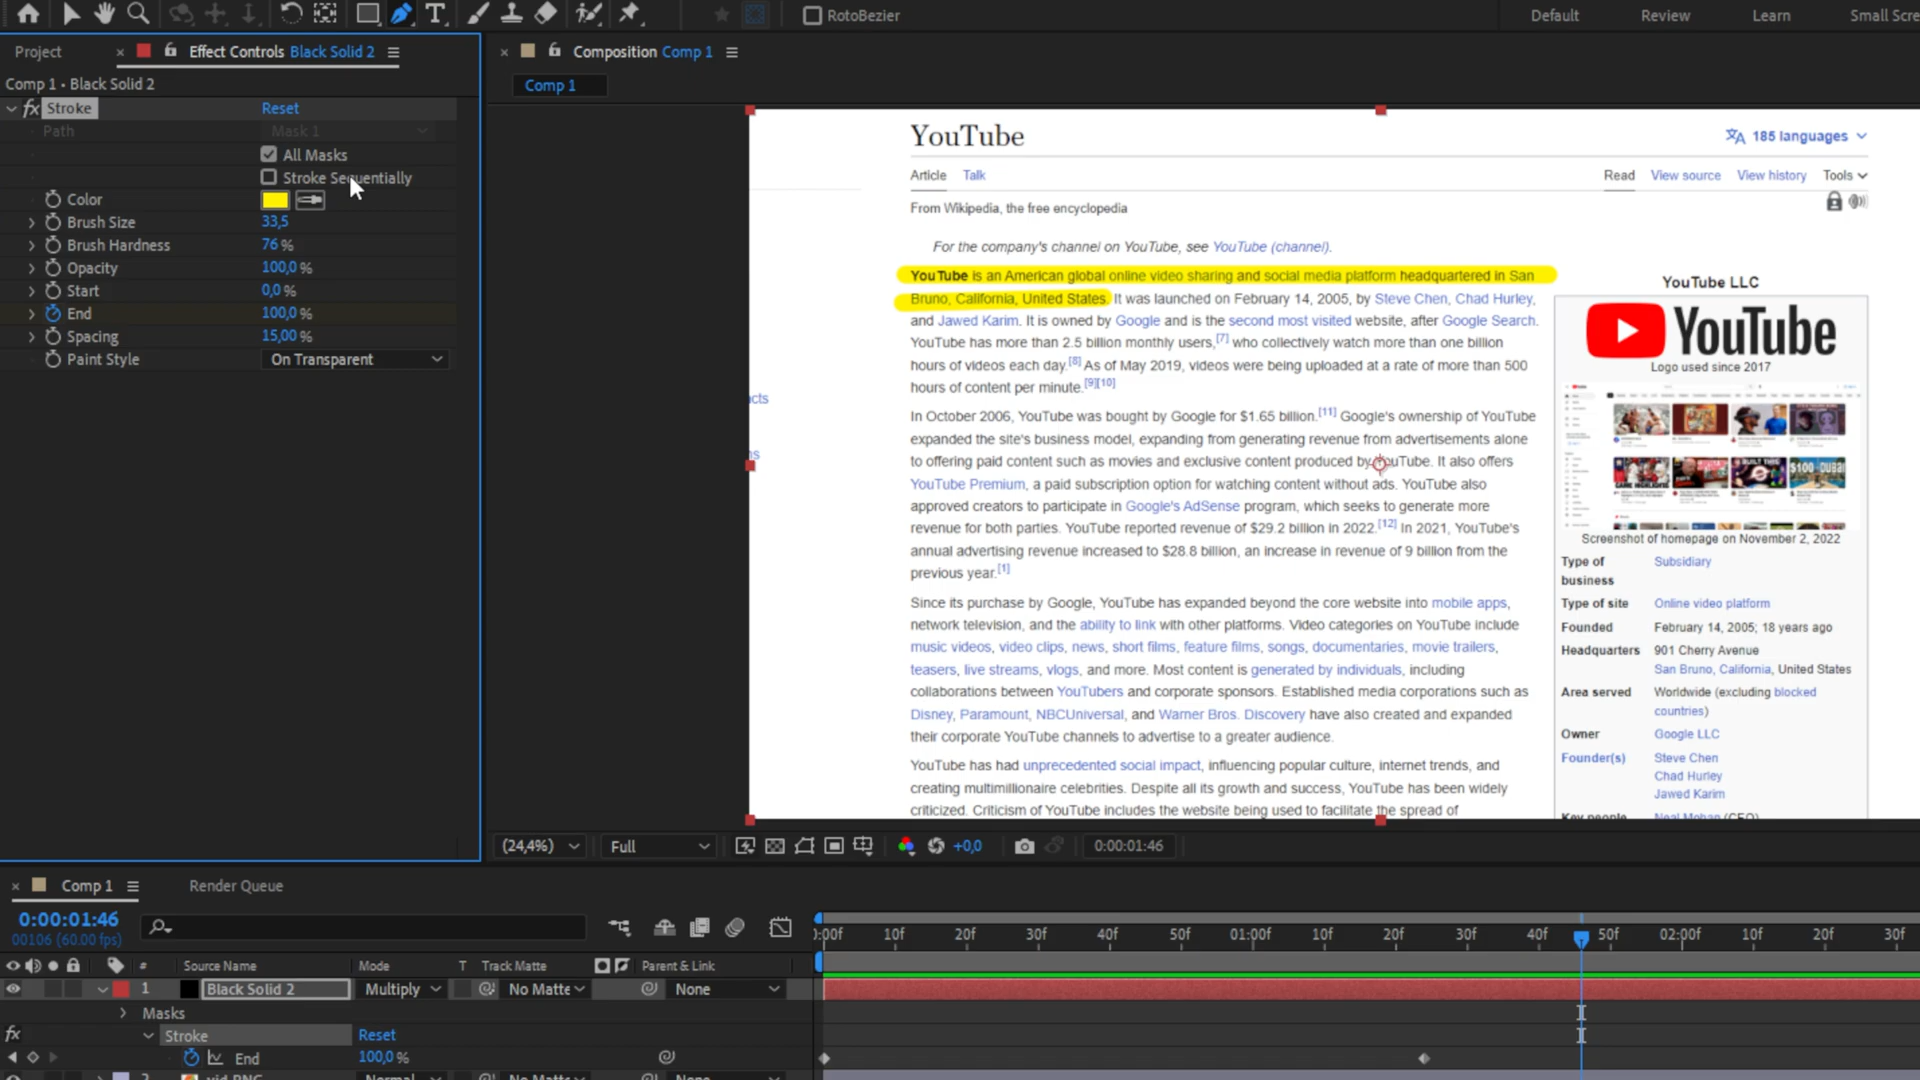 RotoBezier
Default
Review
Learn
Small Scre
Project
Effect Controls Black Solid 2
Composition Comp 1
Comp 1 • Black Solid 2
Comp 1
fx Stroke
Reset
Path
Mask 1
All Masks
Stroke Sequentially
Color
Brush Size
33,5
Brush Hardness
76 %
Opacity
100,0 %
Start
0,0 %
End
100,0 %
Spacing
15,00 %
Paint Style
On Transparent
YouTube
185 languages
Article
Talk
Read
View source
View history
Tools
From Wikipedia, the free encyclopedia
For the company's channel on YouTube, see YouTube (channel).
YouTube is an American global online video sharing and social media platform headquartered in San
Bruno, California, United States. It was launched on February 14, 2005, by Steve Chen, Chad Hurley,
and Jawed Karim. It is owned by Google and is the second most visited website, after Google Search.
YouTube has more than 2.5 billion monthly users,[7] who collectively watch more than one billion
hours of videos each day.[8] As of May 2019, videos were being uploaded at a rate of more than 500
hours of content per minute.[9][10]
cts
In October 2006, YouTube was bought by Google for $1.65 billion.[11] Google's ownership of YouTube
expanded the site's business model, expanding from generating revenue from advertisements alone
to offering paid content such as movies and exclusive content produced by YouTube. It also offers
YouTube Premium, a paid subscription option for watching content without ads. YouTube also
approved creators to participate in Google's AdSense program, which seeks to generate more
revenue for both parties. YouTube reported revenue of $29.2 billion in 2022.[12] In 2021, YouTube's
annual advertising revenue increased to $28.8 billion, an increase in revenue of 9 billion from the
previous year.[1]
Since its purchase by Google, YouTube has expanded beyond the core website into mobile apps,
network television, and the ability to link with other platforms. Video categories on YouTube include
music videos, video clips, news, short films, feature films, songs, documentaries, movie trailers,
teasers, live streams, vlogs, and more. Most content is generated by individuals, including
collaborations between YouTubers and corporate sponsors. Established media corporations such as
Disney, Paramount, NBCUniversal, and Warner Bros. Discovery have also created and expanded
their corporate YouTube channels to advertise to a greater audience.
YouTube has had unprecedented social impact, influencing popular culture, internet trends, and
creating multimillionaire celebrities. Despite all its growth and success, YouTube has been widely
criticized. Criticism of YouTube includes the website being used to facilitate the spread of
YouTube LLC
YouTube
Logo used since 2017
Screenshot of homepage on November 2, 2022
Type of business
Subsidiary
Type of site
Online video platform
Founded
February 14, 2005; 18 years ago
Headquarters
901 Cherry Avenue
San Bruno, California, United States
Area served
Worldwide (excluding blocked
countries)
Owner
Google LLC
Founder(s)
Steve Chen
Chad Hurley
Jawed Karim
Key people
Neal Mohan (CEO)
(24,4%)
Full
+0,0
0:00:01:46
Comp 1
Render Queue
0:00:01:46
00106 (60.00 fps)
:00f
10f
20f
30f
40f
50f
01:00f
10f
20f
30f
40f
50f
02:00f
10f
20f
30f
#
Source Name
Mode
T
Track Matte
Parent & Link
1
Black Solid 2
Multiply
No Matte
None
Masks
fx
Stroke
Reset
End
100,0 %
2
vid.PNG
Normal
No Matte
None